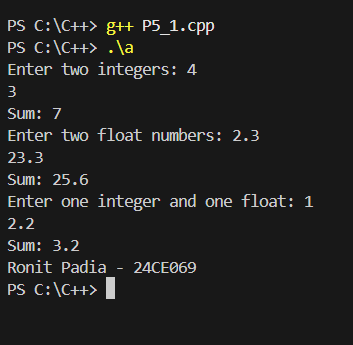 PS C:\C++> g++ P5_1.cpp
PS C:\C++> .\a
Enter two integers: 4
3
Sum: 7
Enter two float numbers: 2.3
23.3
Sum: 25.6
Enter one integer and one float: 1
2.2
Sum: 3.2
Ronit Padia - 24CE069
PS C:\C++>